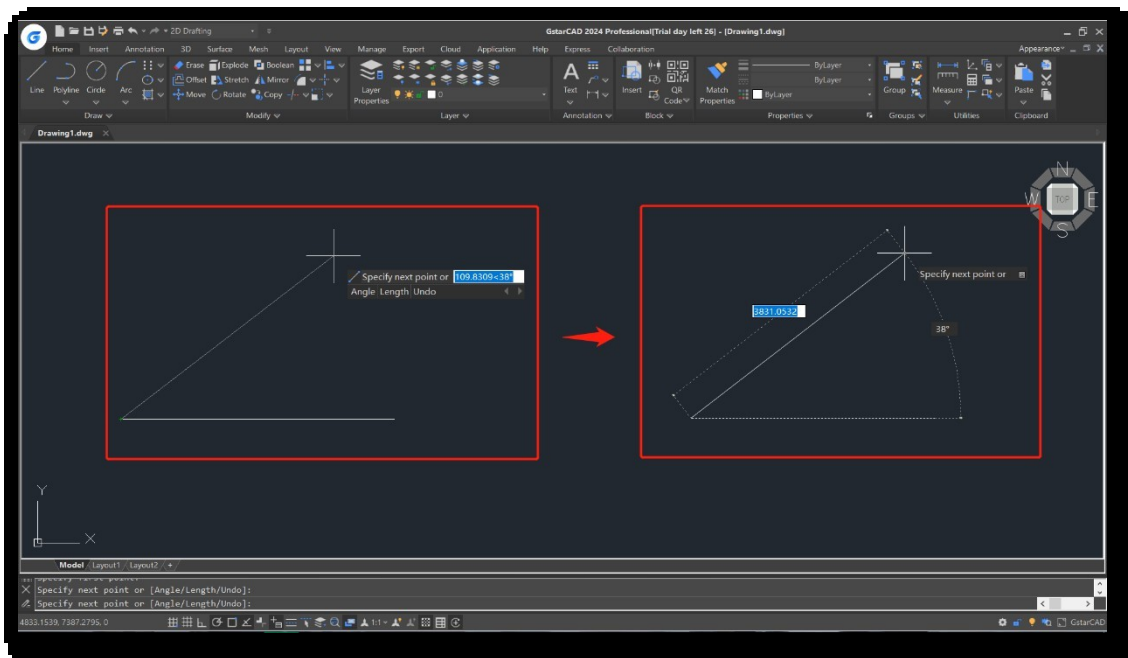 2D Drafting
GstarCAD 2024 Professional[Trial day left 26] - [Drawing1.dwg]
Home Insert Annotation 3D Surface Mesh Layout View Manage Export Cloud Application Help Express Collaboration Appearance
Erase Explode Boolean
Offset Stretch Mirror
Move Rotate Copy
Line Polyline Circle Arc
Layer Properties
0
Text
Insert
QR Code
Match Properties
ByLayer
ByLayer
ByLayer
Group
Measure
Paste
Draw Modify Layer Annotation Block Properties Groups Utilities Clipboard
Drawing1.dwg
N
W TOP E
S
Specify next point or 109.8309<38°
Angle Length Undo
Specify next point or
3831.0532
38°
Y
X
Model Layout1 Layout2 +
Specify next point or [Angle/Length/Undo]:
Specify next point or [Angle/Length/Undo]:
4833.1539, 7387.2795, 0
1:1
GstarCAD